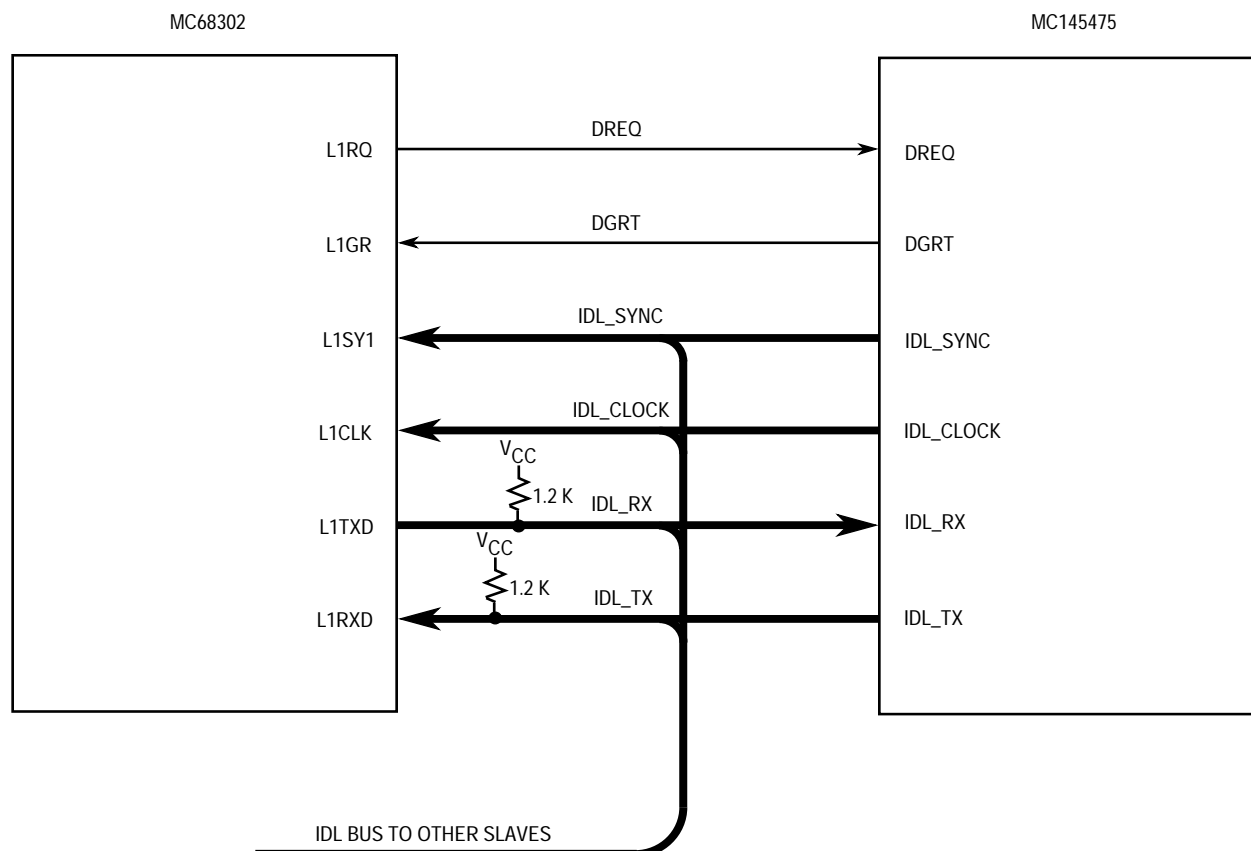 MC68302
MC145475
DREQ
L1RQ
DREQ
DGRT
L1GR
DGRT
IDL_SYNC
L1SY1
IDL_SYNC
IDL_CLOCK
L1CLK
IDL_CLOCK
VCC
1.2 K
IDL_RX
L1TXD
IDL_RX
VCC
1.2 K
IDL_TX
L1RXD
IDL_TX
IDL BUS TO OTHER SLAVES